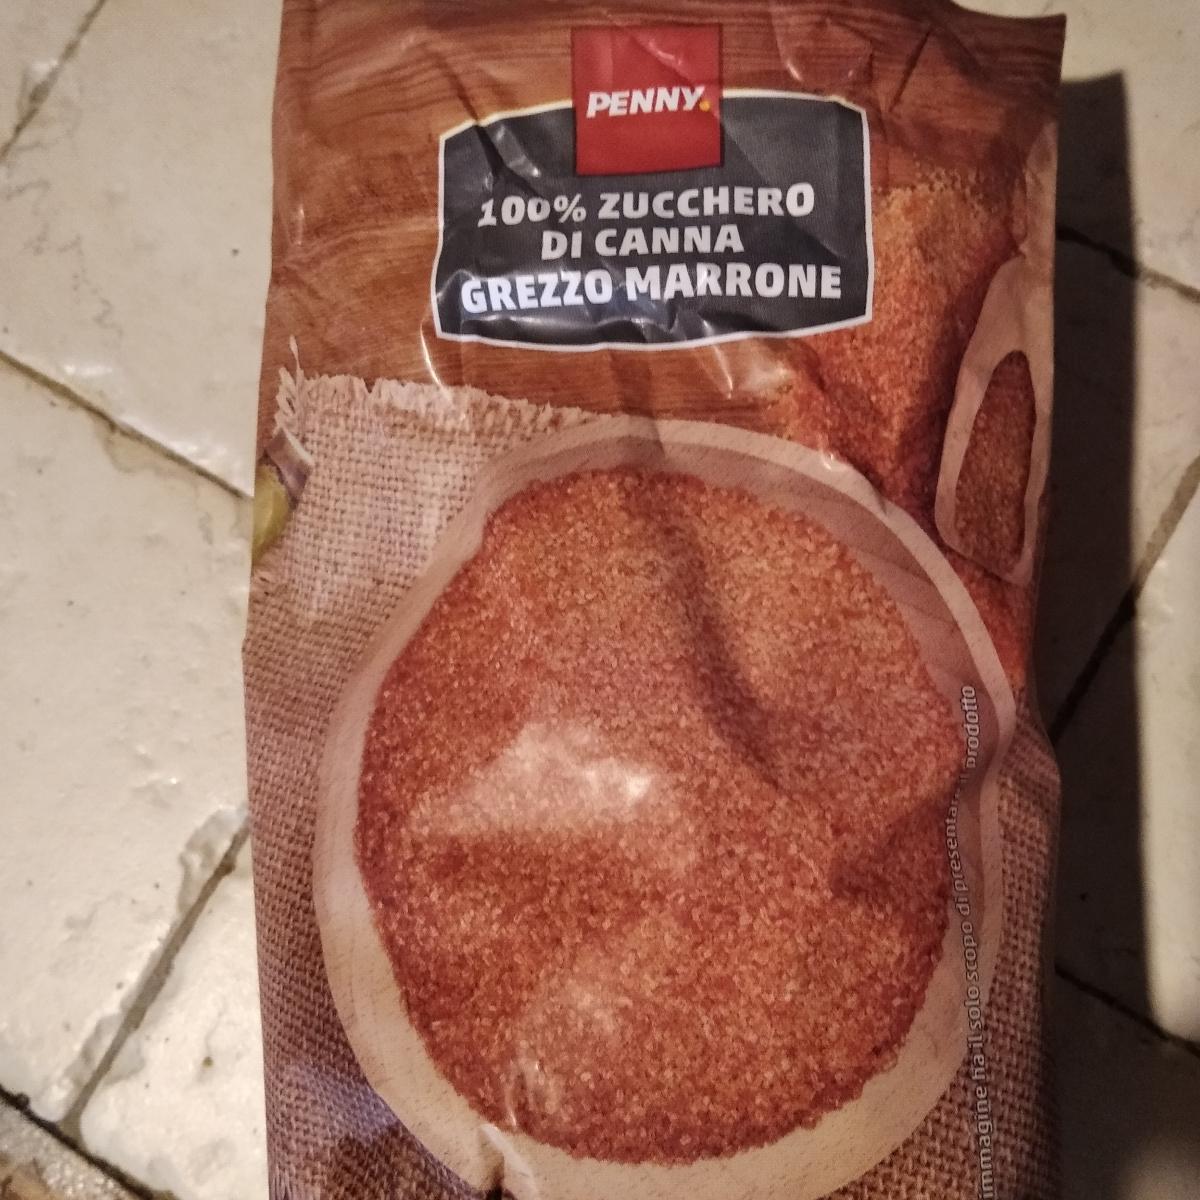 PENNY.
100% ZUCCHERO
DI CANNA
GREZZO MARRONE
immagine ha il solo scopo di presentare il prodotto